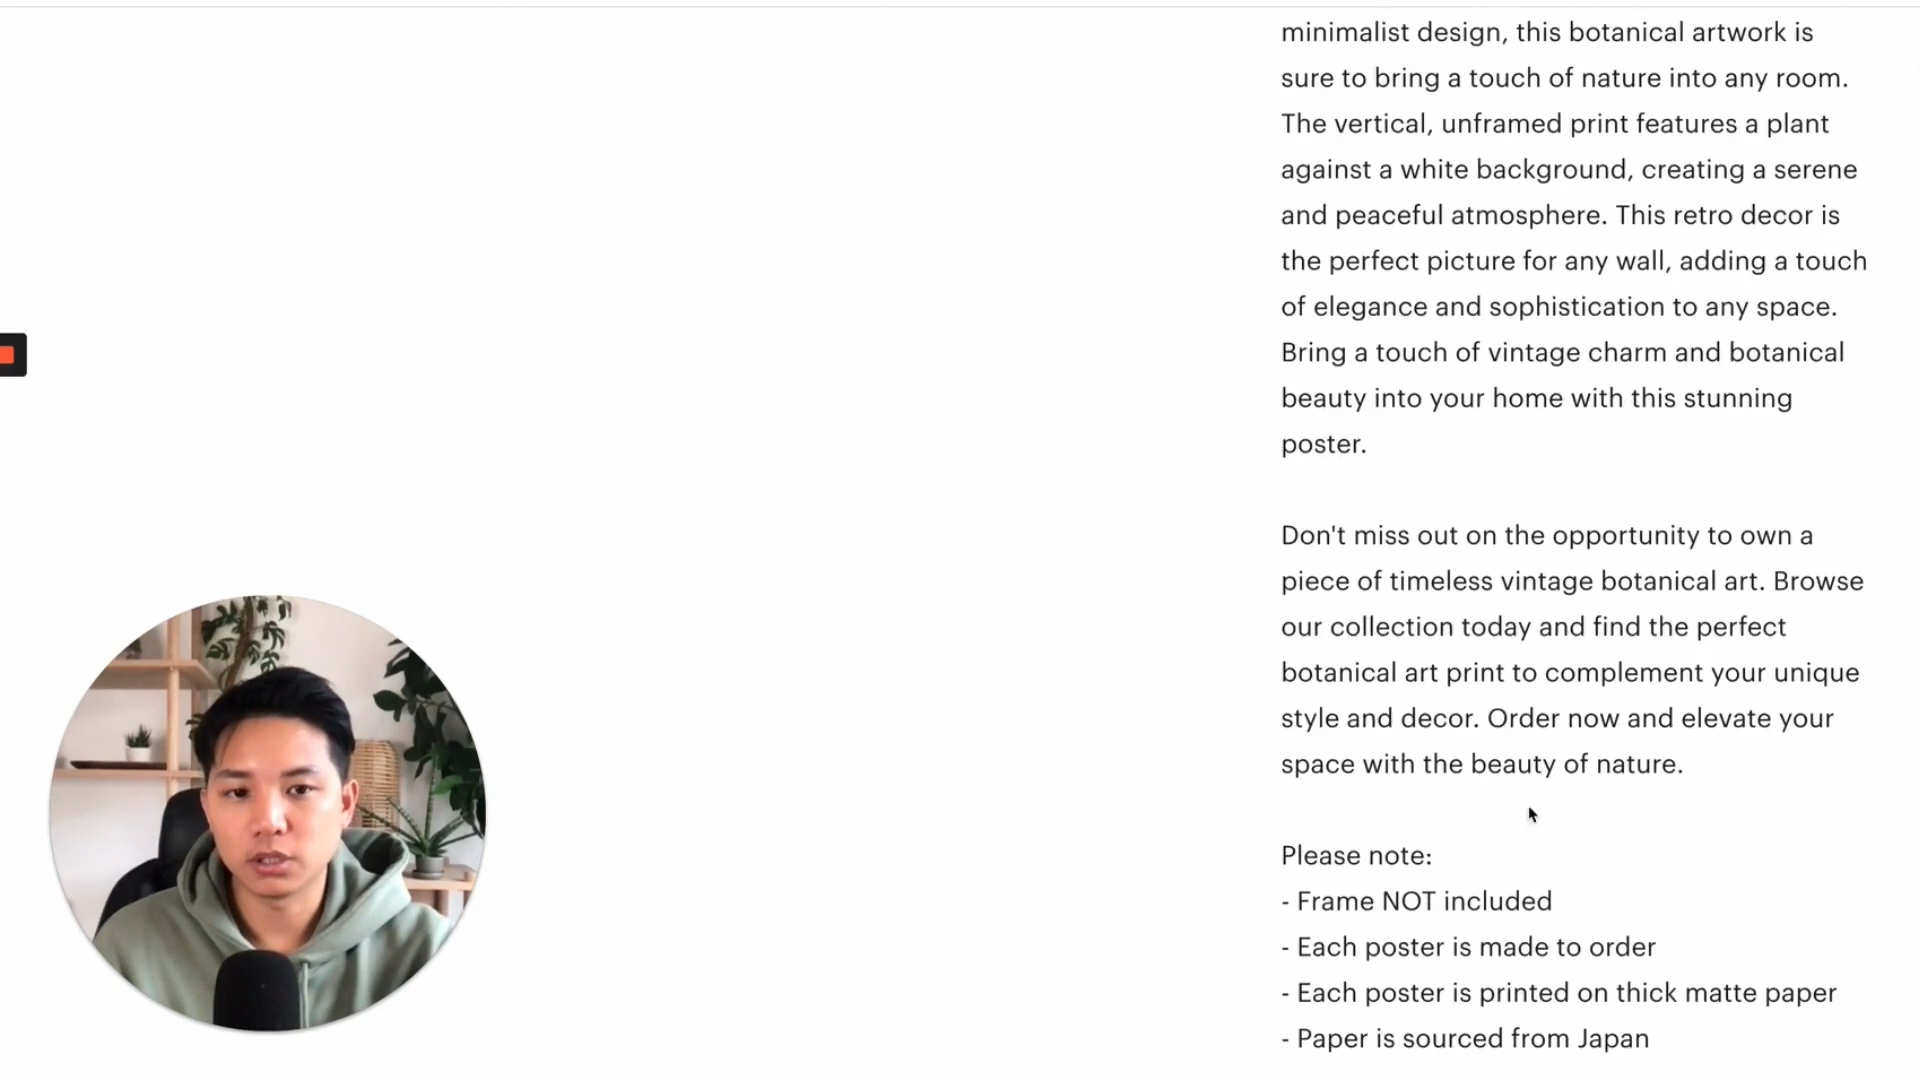 minimalist design, this botanical artwork is
sure to bring a touch of nature into any room.
The vertical, unframed print features a plant
against a white background, creating a serene
and peaceful atmosphere. This retro decor is
the perfect picture for any wall, adding a touch
of elegance and sophistication to any space.
Bring a touch of vintage charm and botanical
beauty into your home with this stunning
poster.
Don't miss out on the opportunity to own a
piece of timeless vintage botanical art. Browse
our collection today and find the perfect
botanical art print to complement your unique
style and decor. Order now and elevate your
space with the beauty of nature.
Please note:
- Frame NOT included
- Each poster is made to order
- Each poster is printed on thick matte paper
- Paper is sourced from Japan